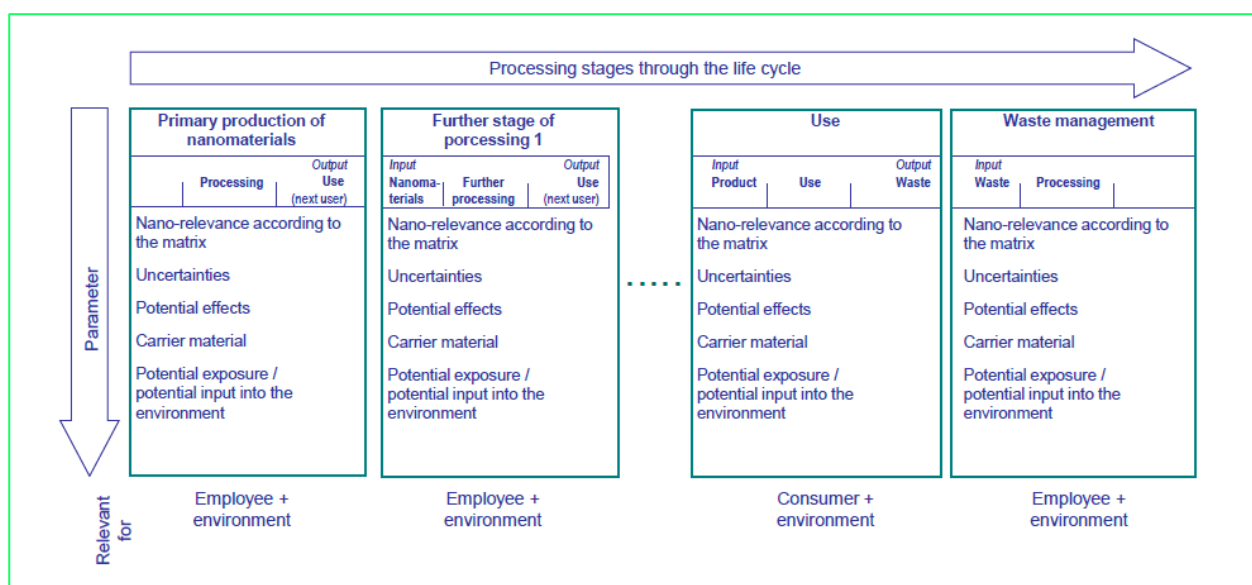 Processing stages through the life cycle
Parameter
Relevant
for
Primary production of
nanomaterials
Output
Processing
Use
(next user)
Nano-relevance according to
the matrix
Uncertainties
Potential effects
Carrier material
Potential exposure /
potential input into the
environment
Employee +
environment
Further stage of
porcessing 1
Input
Output
Nanoma-
terials
Further
processing
Use
(next user)
Nano-relevance according to
the matrix
Uncertainties
Potential effects
Carrier material
Potential exposure /
potential input into the
environment
Employee +
environment
.....
Use
Input
Output
Product
Use
Waste
Nano-relevance according to
the matrix
Uncertainties
Potential effects
Carrier material
Potential exposure /
potential input into the
environment
Consumer +
environment
Waste management
Input
Waste
Processing
Nano-relevance according to
the matrix
Uncertainties
Potential effects
Carrier material
Potential exposure /
potential input into the
environment
Employee +
environment